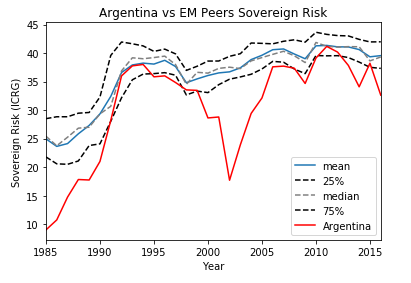 Argentina vs EM Peers Sovereign Risk
Sovereign Risk (ICRG)
45
40
35
30
25
20
15
10
1985
1990
1995
2000
2005
2010
2015
Year
mean
25%
median
75%
Argentina